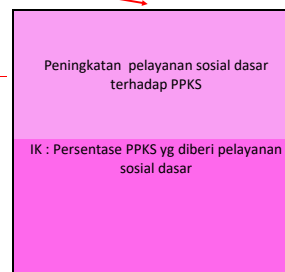 Peningkatan pelayanan sosial dasar
terhadap PPKS
IK : Persentase PPKS yg diberi pelayanan
sosial dasar